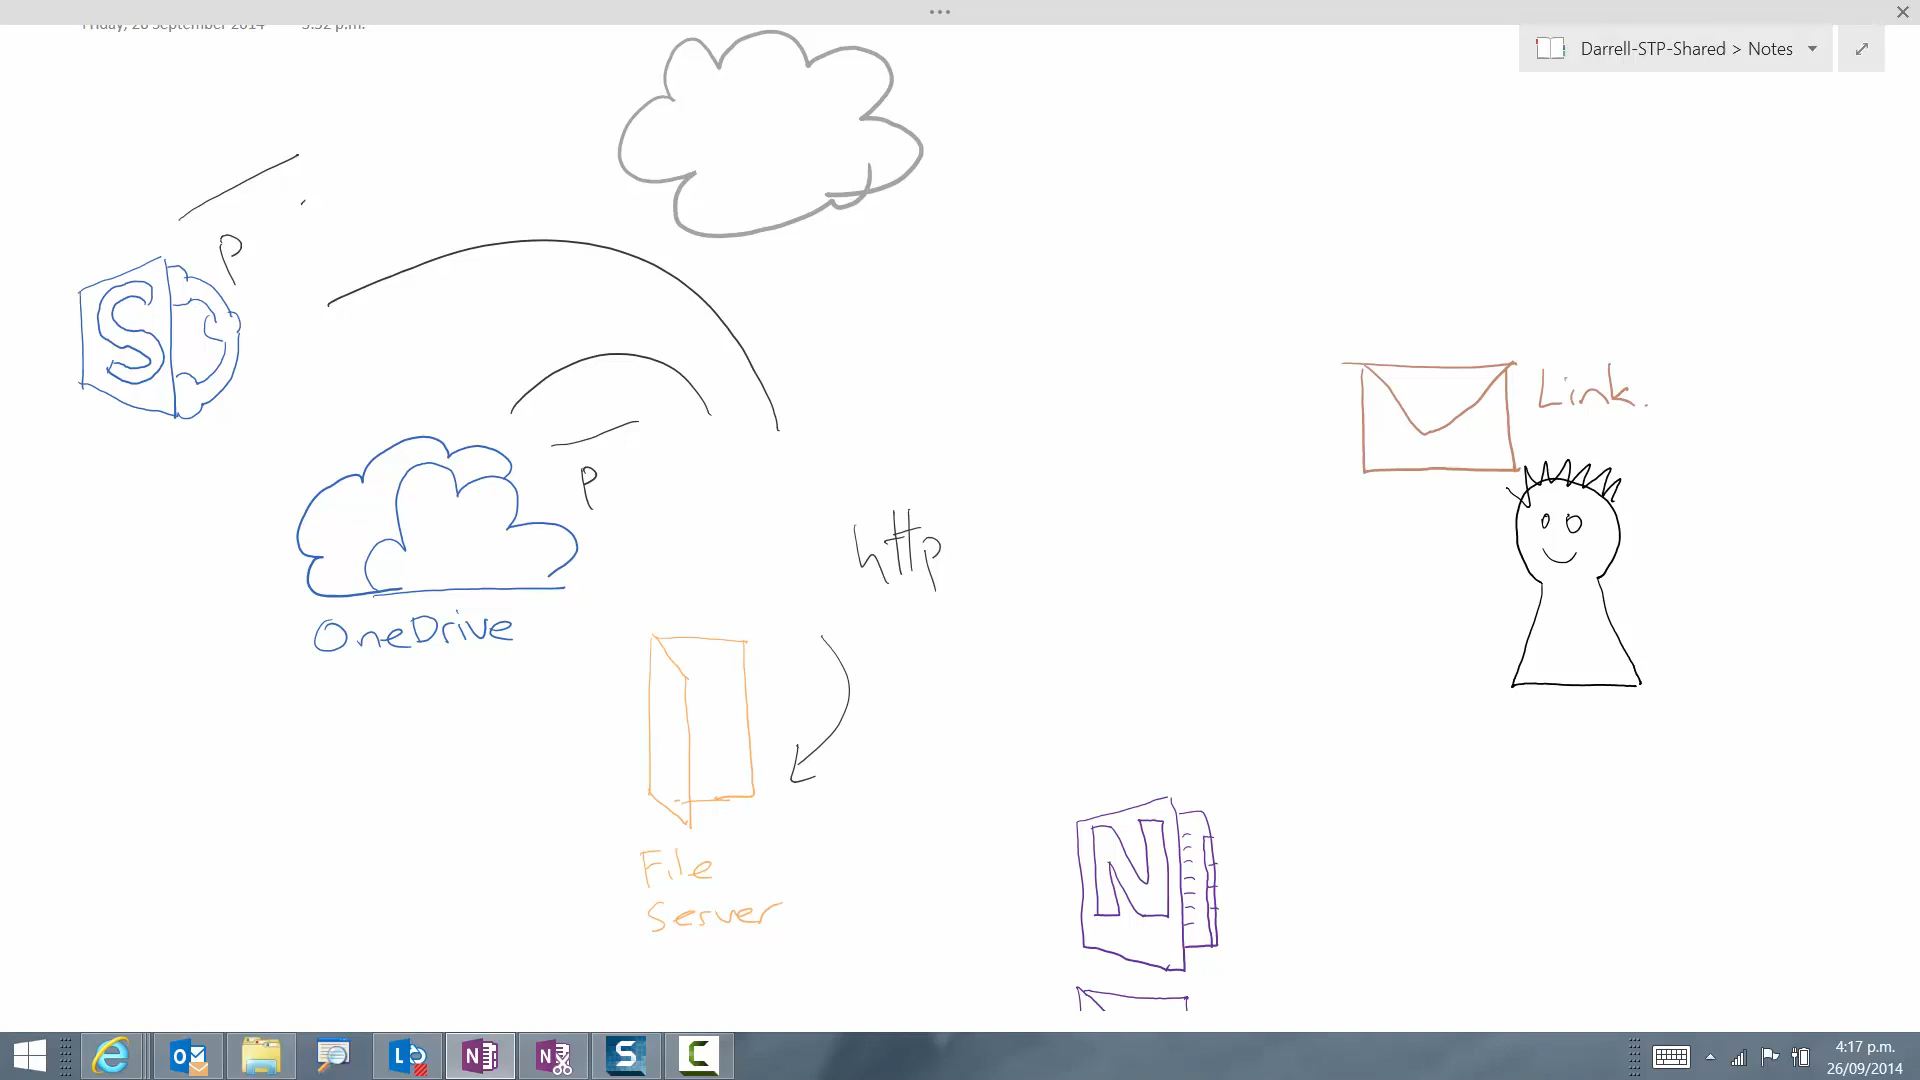 Darrell-STP-Shared > Notes
P
S
Link.
P
http
OneDrive
File
Server
N
4:17 p.m.
26/09/2014